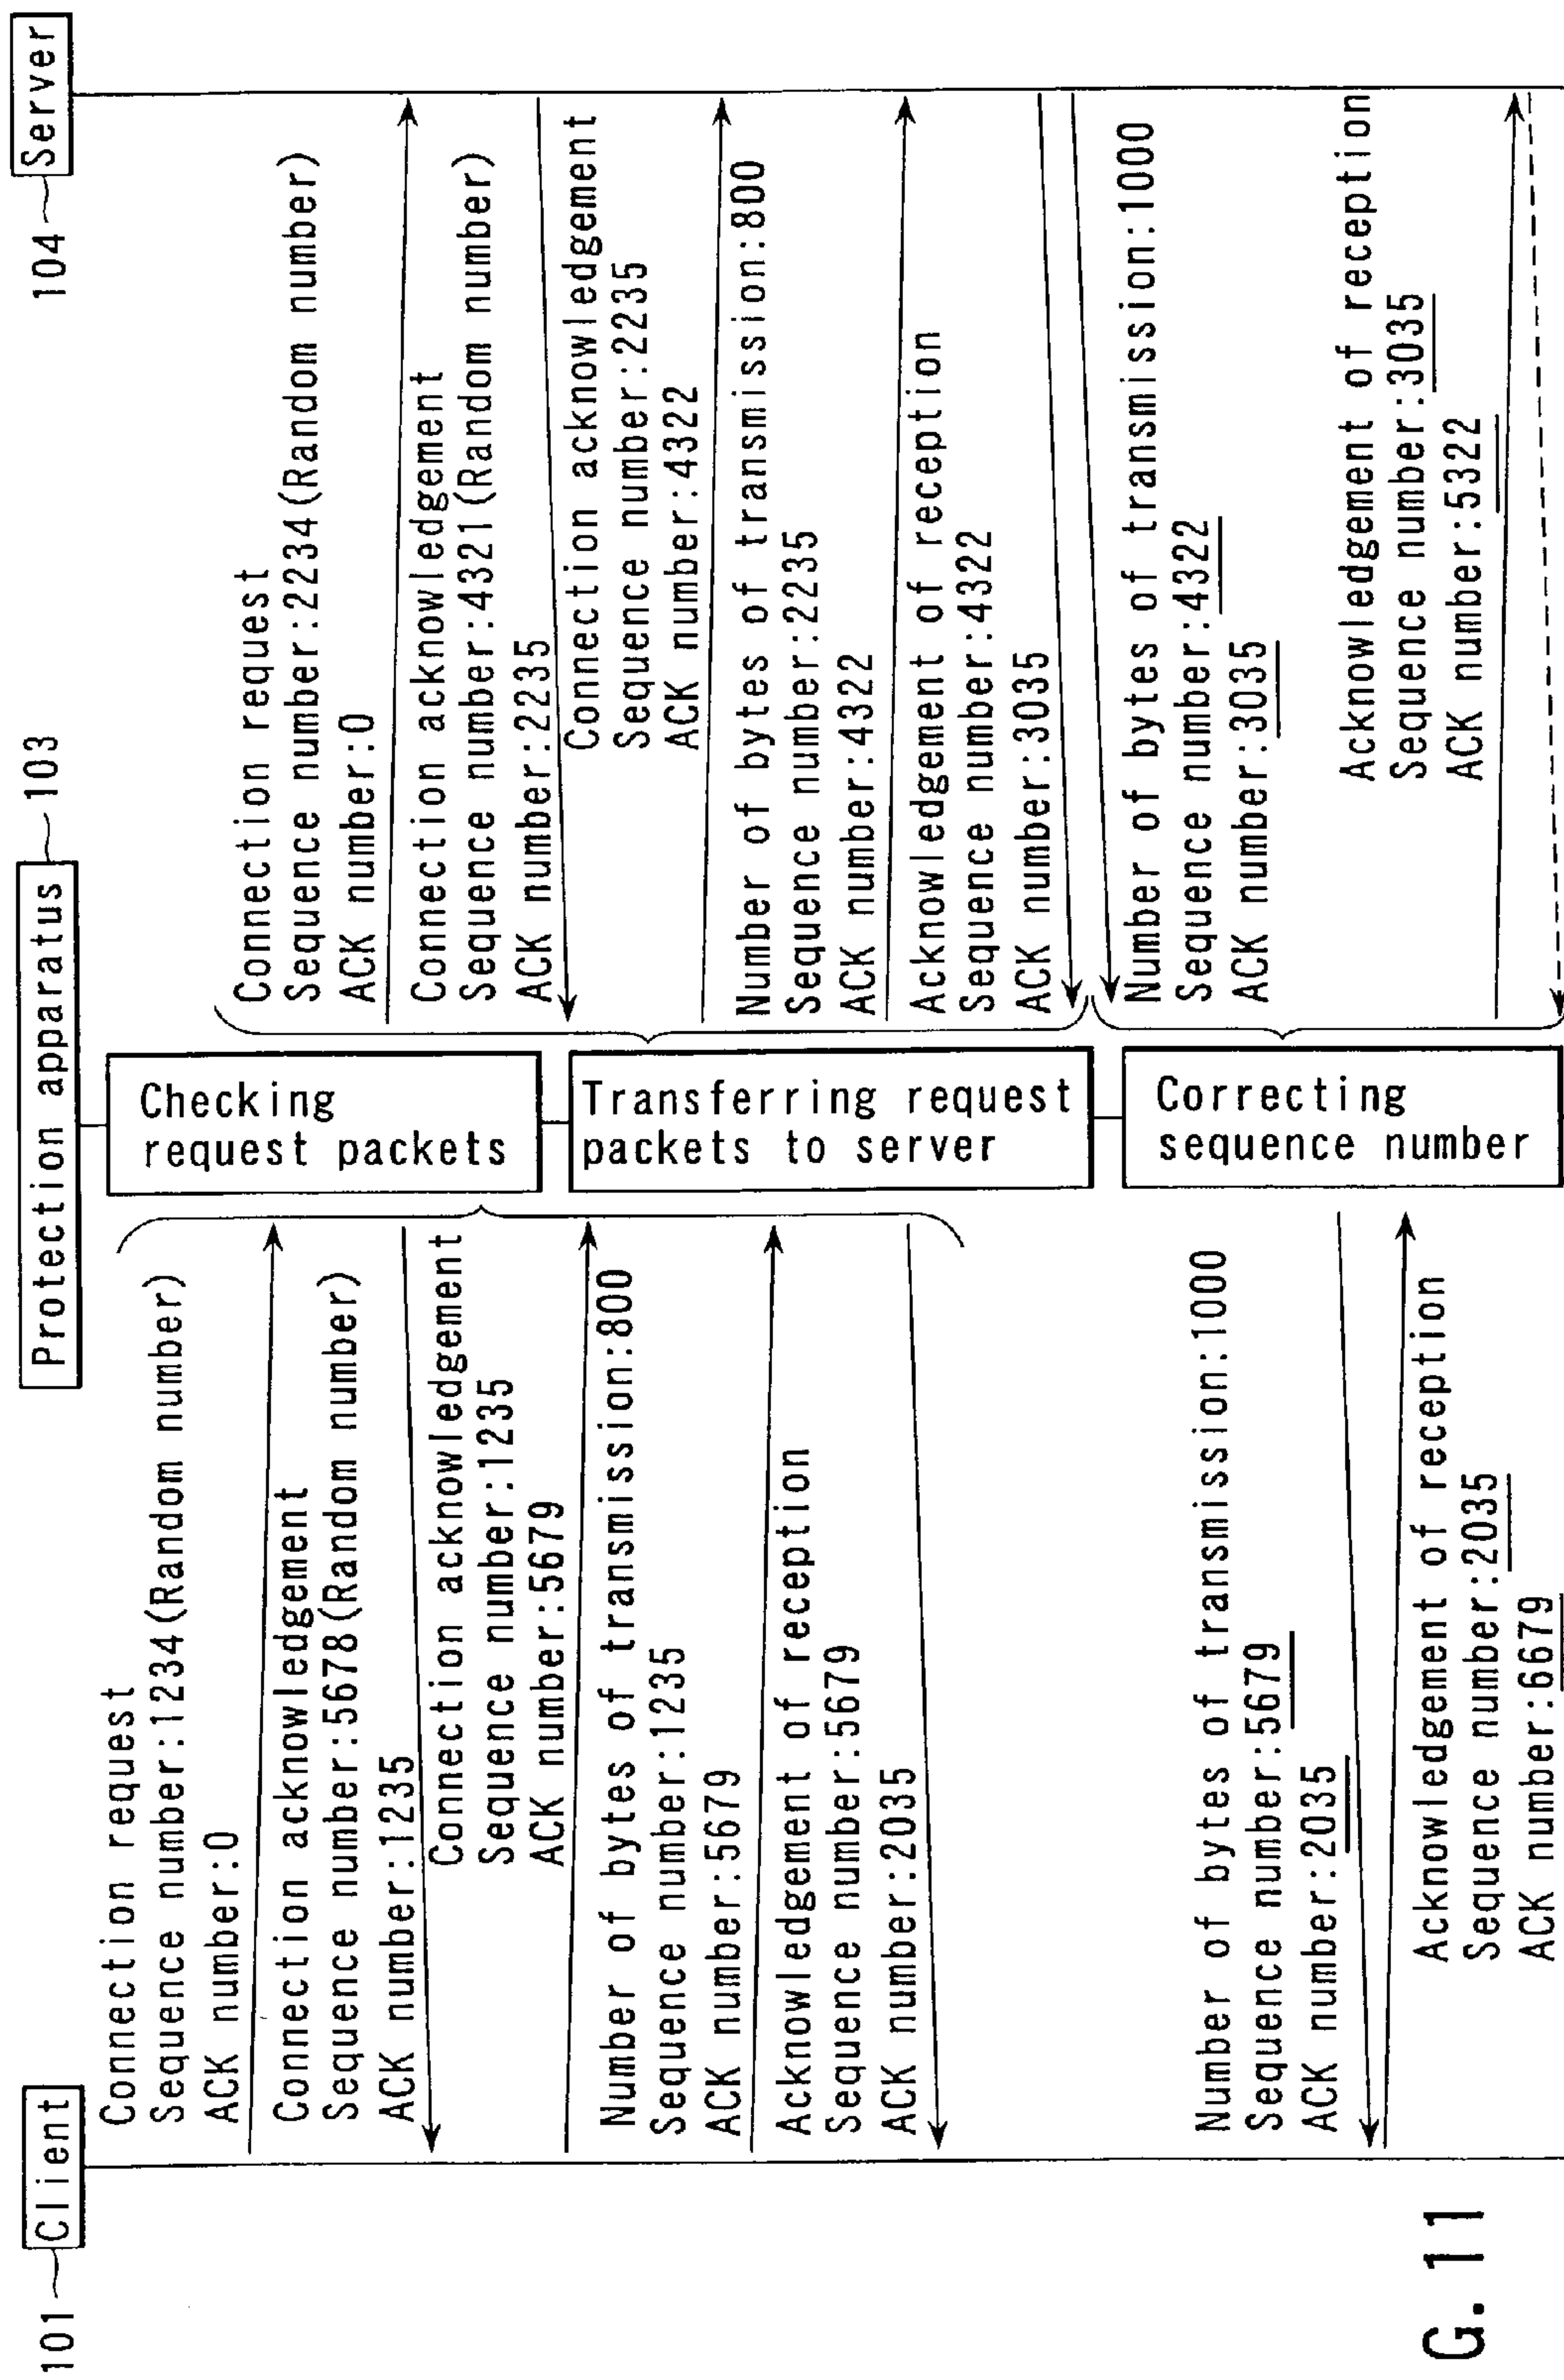 101 Client
Protection apparatus 103
104 Server
Connection request
Sequence number:1234(Random number)
ACK number:0
Connection acknowledgement
Sequence number:5678(Random number)
ACK number:1235
Connection acknowledgement
Sequence number:1235
ACK number:5679
Number of bytes of transmission:800
Sequence number:1235
ACK number:5679
Acknowledgement of reception
Sequence number:5679
ACK number:2035
Number of bytes of transmission:1000
Sequence number:5679
ACK number:2035
Acknowledgement of reception
Sequence number:2035
ACK number:6679
Checking
request packets
Transferring request
packets to server
Correcting
sequence number
Connection request
Sequence number:2234(Random number)
ACK number:0
Connection acknowledgement
Sequence number:4321(Random number)
ACK number:2235
Connection acknowledgement
Sequence number:2235
ACK number:4322
Number of bytes of transmission:800
Sequence number:2235
ACK number:4322
Acknowledgement of reception
Sequence number:4322
ACK number:3035
Number of bytes of transmission:1000
Sequence number:4322
ACK number:3035
Acknowledgement of reception
Sequence number:3035
ACK number:5322
G. 11